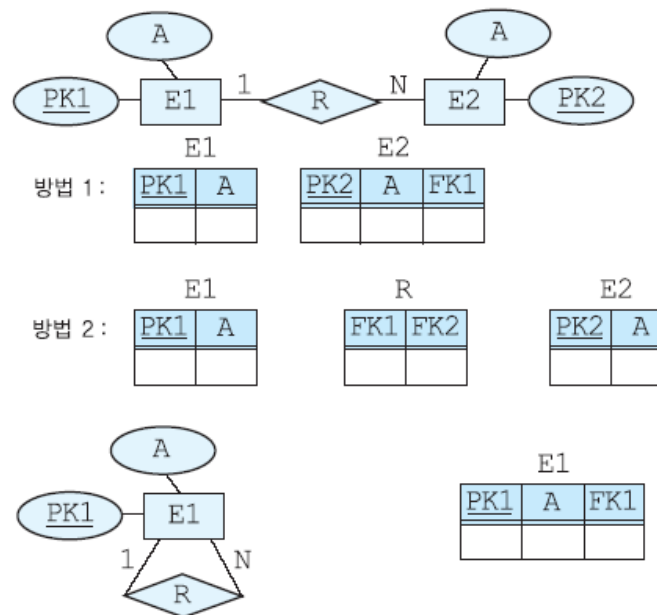 A A
PK1 E1 1 R N E2 PK2
E1 E2
방법 1: PK1 A PK2 A FK1
E1 R E2
방법 2: PK1 A FK1 FK2 PK2 A
A
E1
PK1 E1 PK1 A FK1
1 N
R